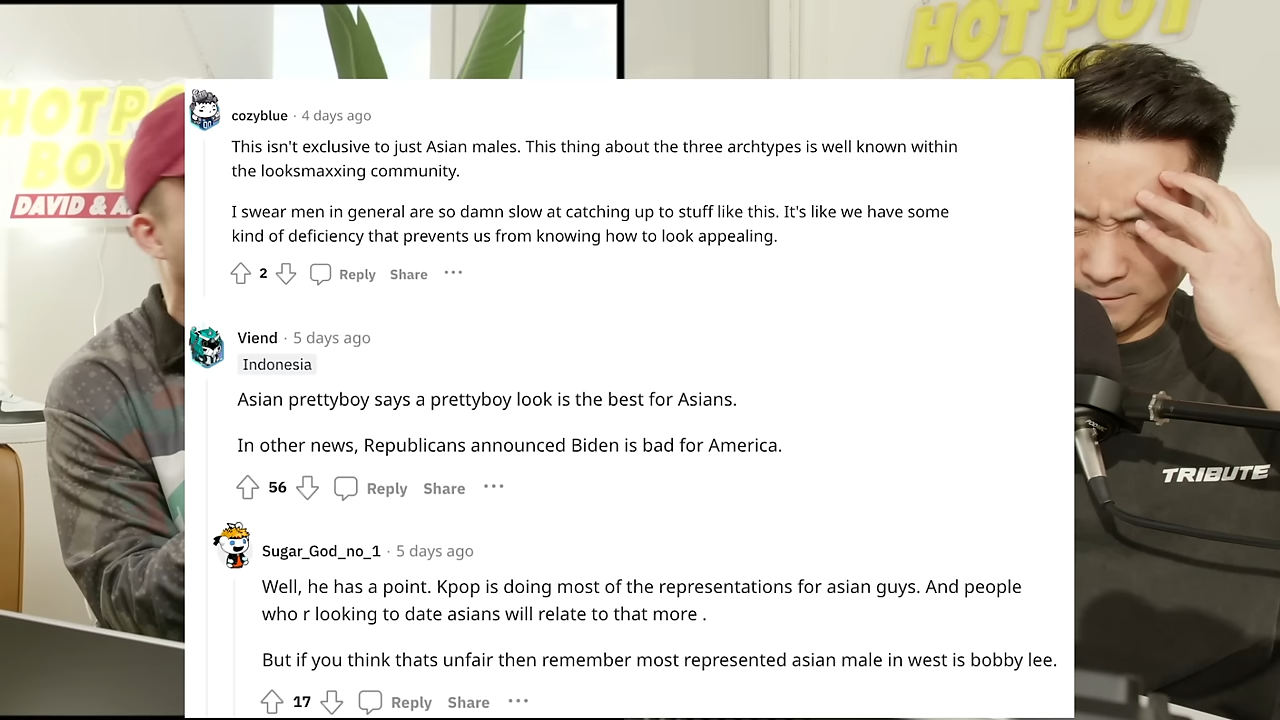 HOT POT
BOY
DAVID & A
HOT POT
cozyblue · 4 days ago
This isn't exclusive to just Asian males. This thing about the three archtypes is well known within
the looksmaxxing community.
I swear men in general are so damn slow at catching up to stuff like this. It's like we have some
kind of deficiency that prevents us from knowing how to look appealing.
2 Reply Share ···
Viend · 5 days ago
Indonesia
Asian prettyboy says a prettyboy look is the best for Asians.
In other news, Republicans announced Biden is bad for America.
56 Reply Share ···
Sugar_God_no_1 · 5 days ago
Well, he has a point. Kpop is doing most of the representations for asian guys. And people
who r looking to date asians will relate to that more .
But if you think thats unfair then remember most represented asian male in west is bobby lee.
17 Reply Share ···
TRIBUTE